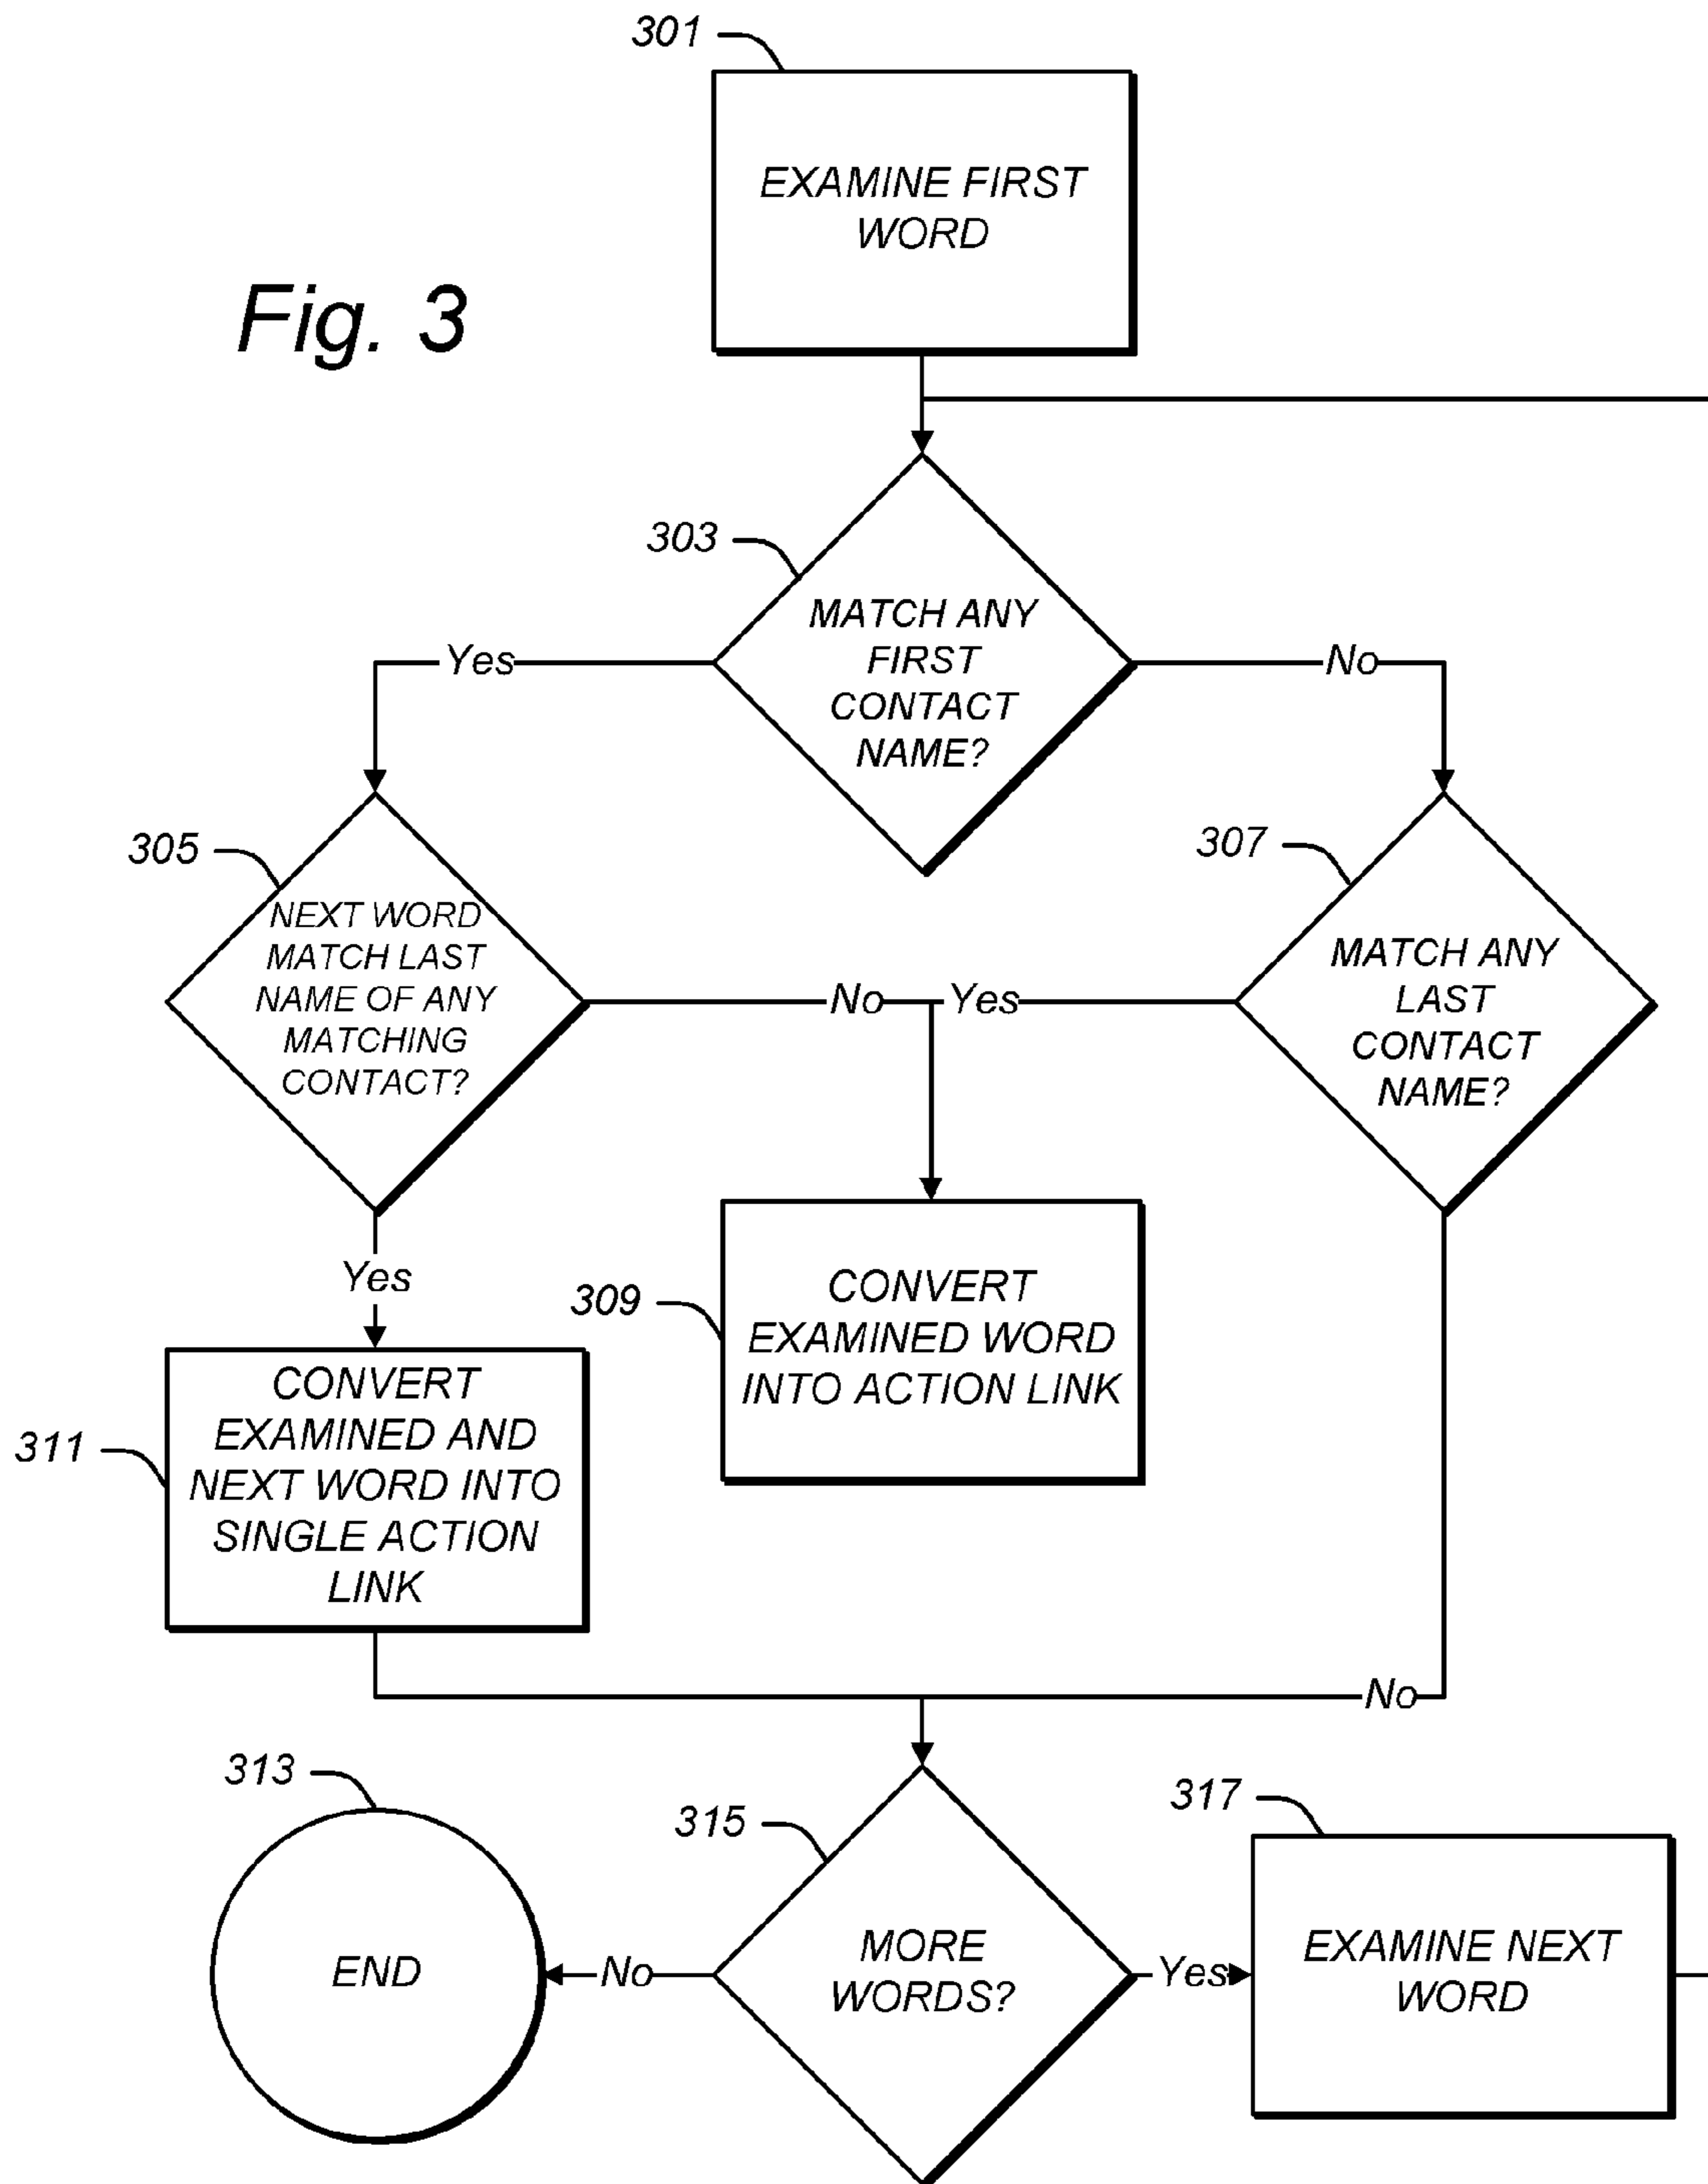 301
EXAMINE FIRST
WORD
Fig. 3
303
MATCH ANY
FIRST
CONTACT
NAME?
Yes
No
305
NEXT WORD
MATCH LAST
NAME OF ANY
MATCHING
CONTACT?
307
MATCH ANY
LAST
CONTACT
NAME?
No
Yes
Yes
309
CONVERT
EXAMINED WORD
INTO ACTION LINK
311
CONVERT
EXAMINED AND
NEXT WORD INTO
SINGLE ACTION
LINK
No
313
END
No
315
MORE
WORDS?
Yes
317
EXAMINE NEXT
WORD